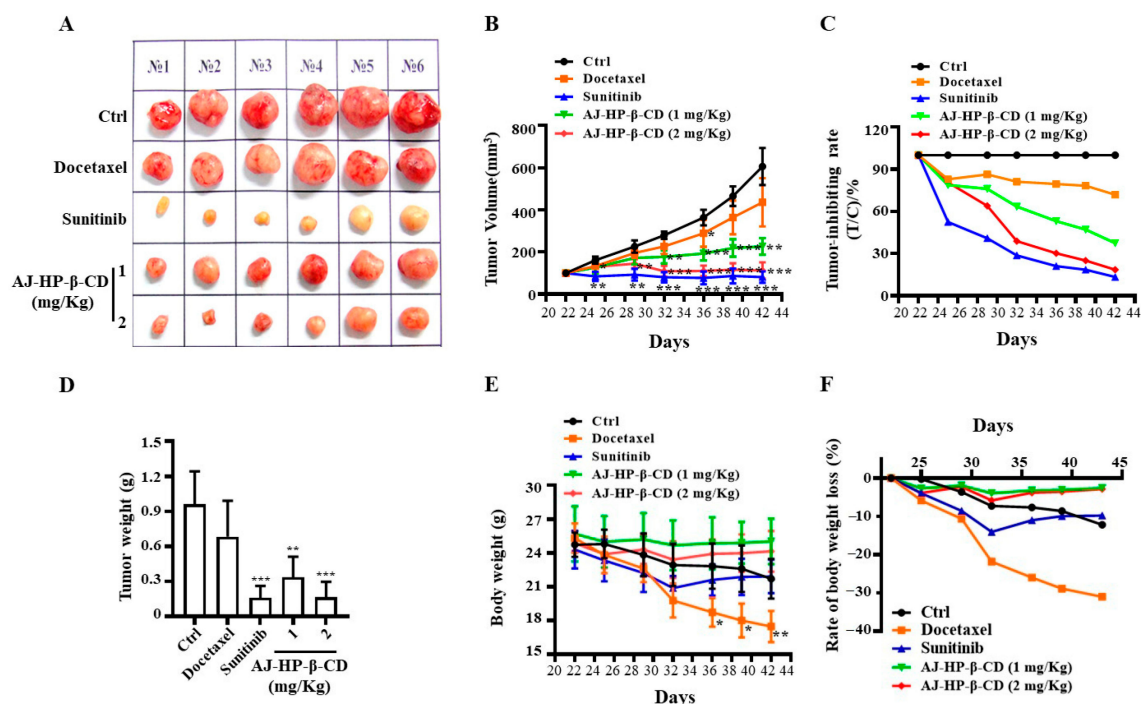 A
№1 №2 №3 №4 №5 №6
Ctrl
Docetaxel
Sunitinib
1
AJ-HP-β-CD
(mg/Kg)
2
B
Ctrl
Docetaxel
Sunitinib
AJ-HP-β-CD (1 mg/Kg)
AJ-HP-β-CD (2 mg/Kg)
Tumor Volume(mm³)
800
600
400
200
0
20 22 24 26 28 30 32 34 36 38 40 42 44
Days
C
Ctrl
Docetaxel
Sunitinib
AJ-HP-β-CD (1 mg/Kg)
AJ-HP-β-CD (2 mg/Kg)
Tumor-inhibiting rate
(T/C)/%
120
90
60
30
0
20 22 24 26 28 30 32 34 36 38 40 42 44
Days
D
Tumor weight (g)
1.5
1.2
0.9
0.6
0.3
0
*** ** ***
Ctrl Docetaxel Sunitinib 1 2
AJ-HP-β-CD
(mg/Kg)
E
Ctrl
Docetaxel
Sunitinib
AJ-HP-β-CD (1 mg/Kg)
AJ-HP-β-CD (2 mg/Kg)
Body weight (g)
30
27
24
21
18
15
* * **
20 22 24 26 28 30 32 34 36 38 40 42 44
Days
F
Days
25 30 35 40 45
Rate of body weight loss (%)
0
−10
−20
−30
−40
Ctrl
Docetaxel
Sunitinib
AJ-HP-β-CD (1 mg/Kg)
AJ-HP-β-CD (2 mg/Kg)